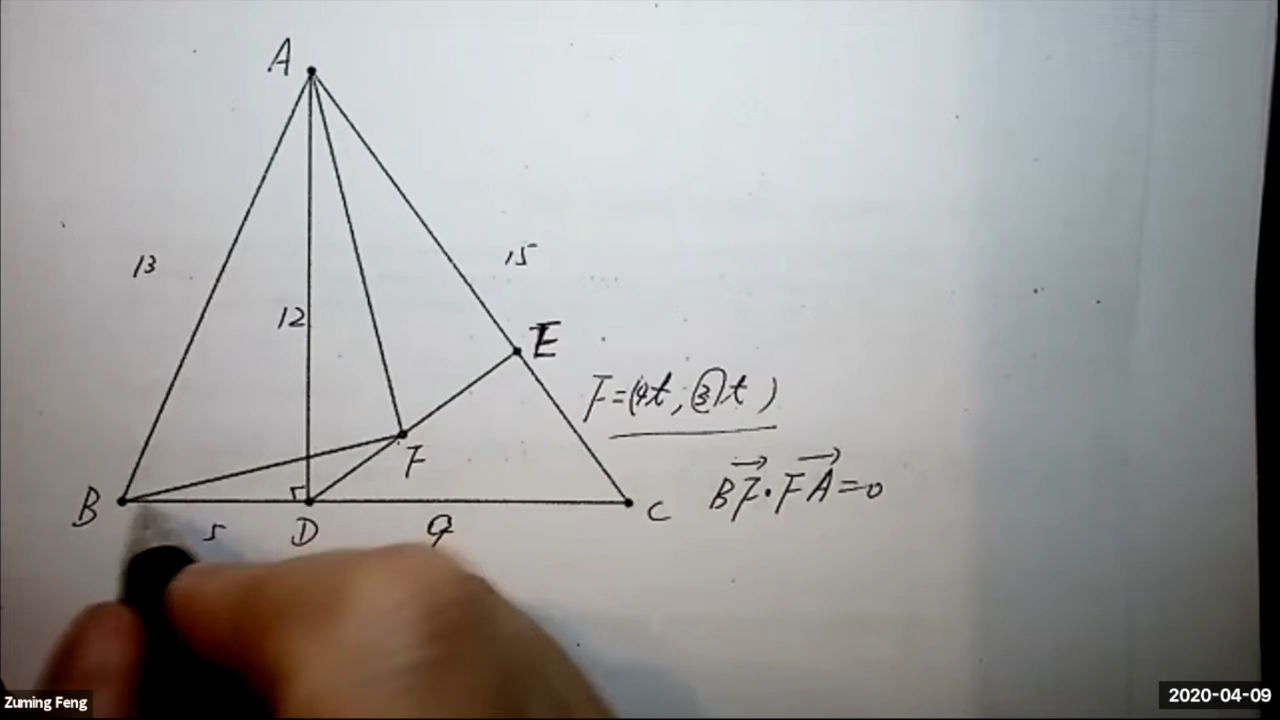 A
13
15
12
E
F=(4t, 3t)
F
BF·FA=0
B
5
D
9
C
Zuming Feng
2020-04-09